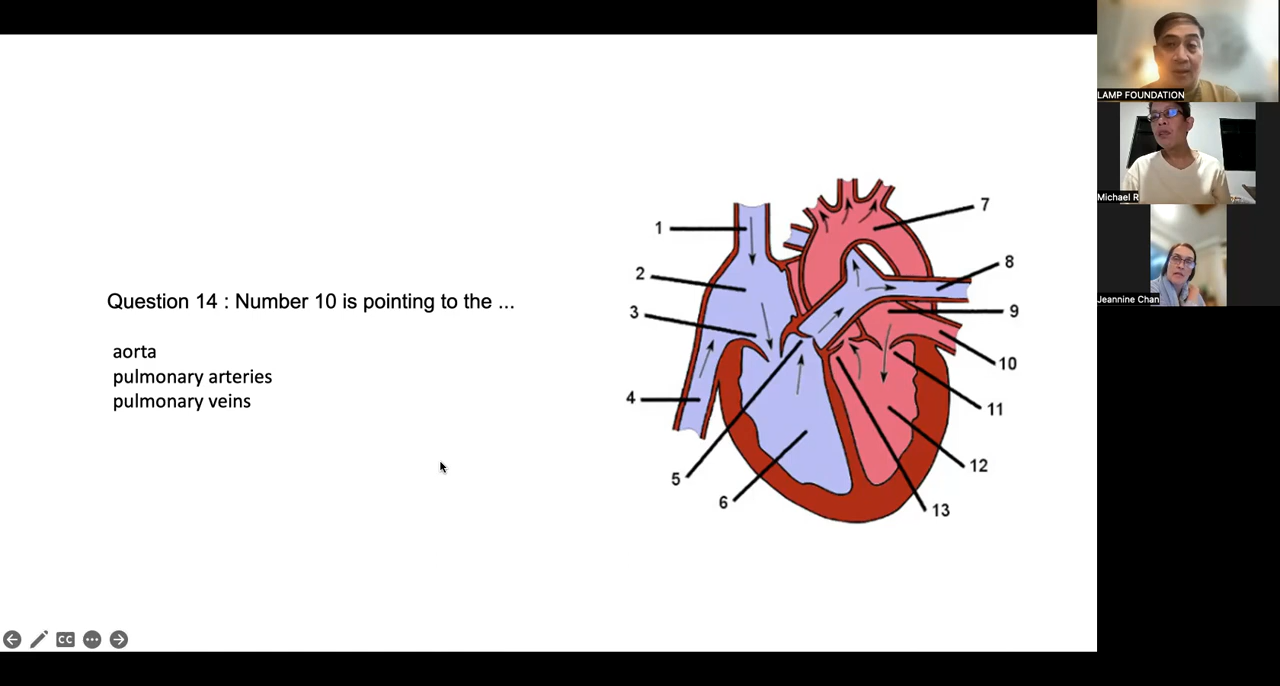 LAMP FOUNDATION
Michael R
Jeannine Chan
Question 14 : Number 10 is pointing to the ...
aorta
pulmonary arteries
pulmonary veins
1
2
3
4
5
6
7
8
9
10
11
12
13
CC